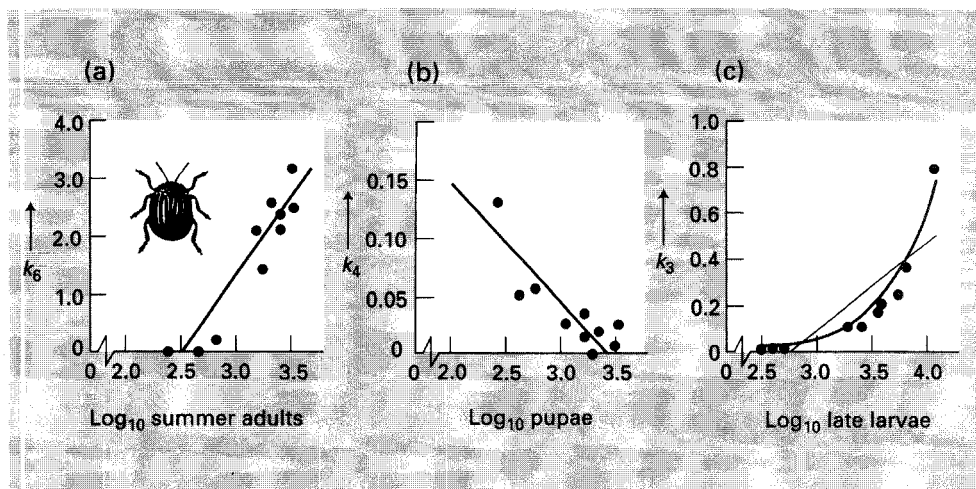 (a)
4.0
3.0
2.0
1.0
0
k6
0 2.0 2.5 3.0 3.5
Log10 summer adults
(b)
0.15
0.10
0.05
0
k4
0 2.0 2.5 3.0 3.5
Log10 pupae
(c)
1.0
0.8
0.6
0.4
0.2
0
k3
0 2.5 3.0 3.5 4.0
Log10 late larvae